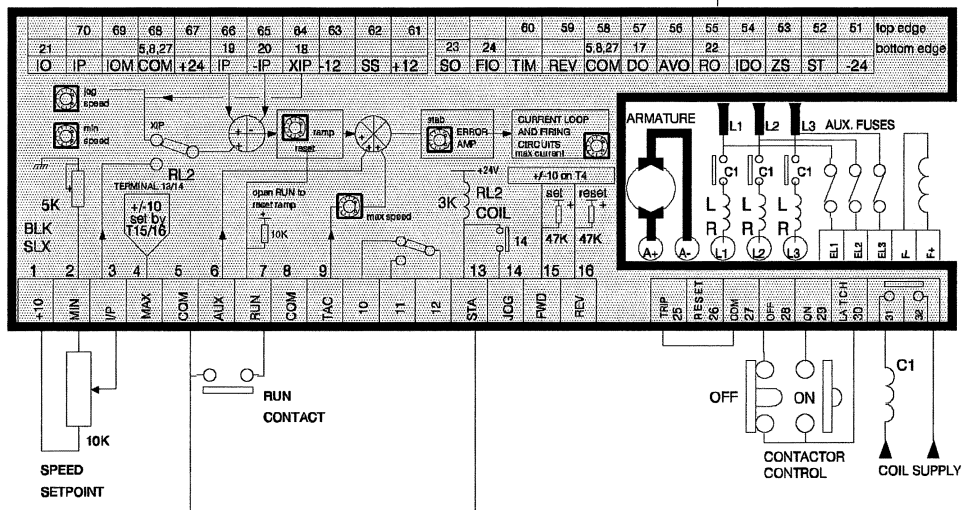 70 69 68 67 66 65 64 63 62 61 60 59 58 57 56 55 54 53 52 51 top edge
21 5,8,27 19 20 18 23 24 5,8,27 17 22 bottom edge
IO IP IOM COM +24 IP -IP XIP -12 SS +12 SO FIO TIM REV COM DO AVO RO IDO ZS ST -24
jog
speed
min
speed
XIP
RL2
TERMINAL 13/14
+/-10
set by
T15/16
5K
BLK
SLX
+ -
ramp
reset
open RUN to
reset ramp
+
10K
+ +
+ -
max speed
stab
ERROR
AMP
CURRENT LOOP
AND FIRING
CIRCUITS
max current
+24V
+/-10 on T4
3K
RL2
COIL
14
set
+
reset
+
47K 47K
ARMATURE
L1 L2 L3 AUX. FUSES
C1 C1 C1
L L L
R R R
A+ A- L1 L2 L3 EL1 EL2 EL3 F- F+
1 2 3 4 5 6 7 8 9 10 11 12 13 14 15 16
+10 MIN I/P MAX COM AUX RUN COM TAC STA JOG FWD REV
TRIP RESET COM OFF ON LATCH
25 26 27 28 29 30 31 32
RUN
CONTACT
10K
SPEED
SETPOINT
OFF ON
CONTACTOR
CONTROL
C1
COIL SUPPLY